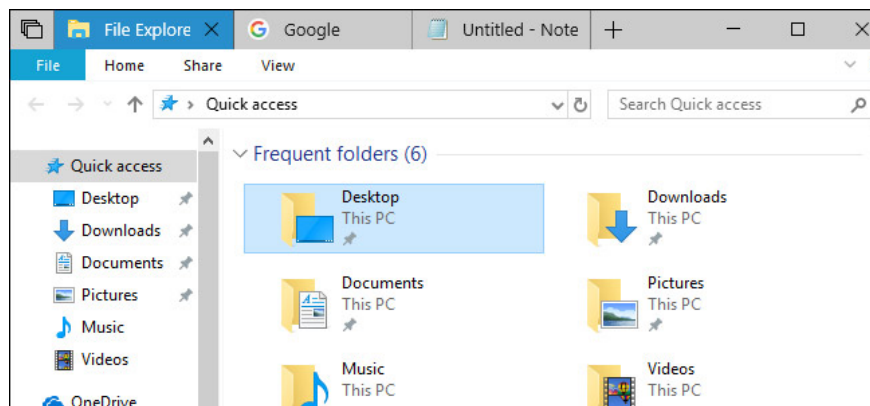 File Explore
Google
Untitled - Note
File Home Share View
Quick access
Search Quick access
Quick access
Desktop
Downloads
Documents
Pictures
Music
Videos
OneDrive
Frequent folders (6)
Desktop
This PC
Downloads
This PC
Documents
This PC
Pictures
This PC
Music
This PC
Videos
This PC